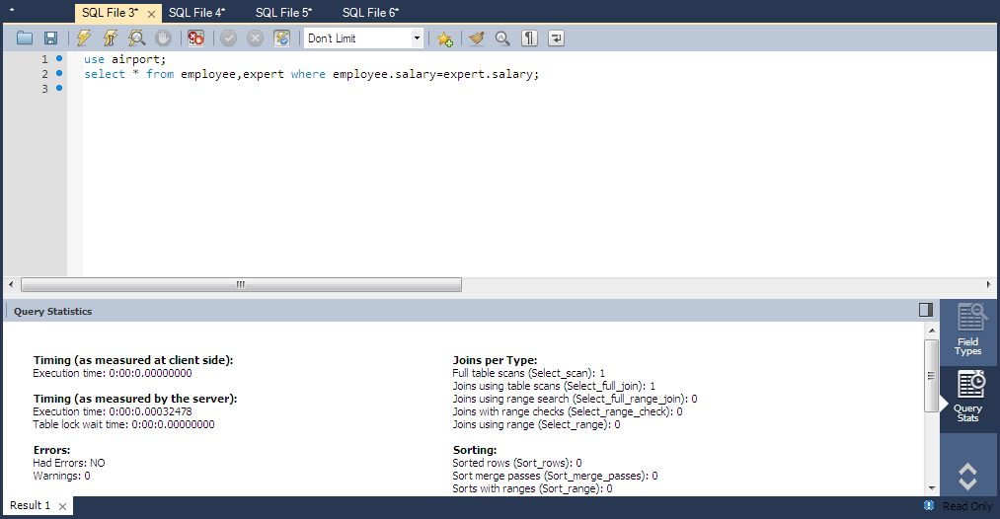 *
SQL File 3* ×
SQL File 4*
SQL File 5*
SQL File 6*
Don't Limit
1 use airport;
2 select * from employee,expert where employee.salary=expert.salary;
3
Query Statistics
Timing (as measured at client side):
Execution time: 0:00:0.00000000
Timing (as measured by the server):
Execution time: 0:00:0.00032478
Table lock wait time: 0:00:0.00000000
Errors:
Had Errors: NO
Warnings: 0
Joins per Type:
Full table scans (Select_scan): 1
Joins using table scans (Select_full_join): 1
Joins using range search (Select_full_range_join): 0
Joins with range checks (Select_range_check): 0
Joins using range (Select_range): 0
Sorting:
Sorted rows (Sort_rows): 0
Sort merge passes (Sort_merge_passes): 0
Sorts with ranges (Sort_range): 0
Field
Types
Query
Stats
Result 1 ×
Read Only